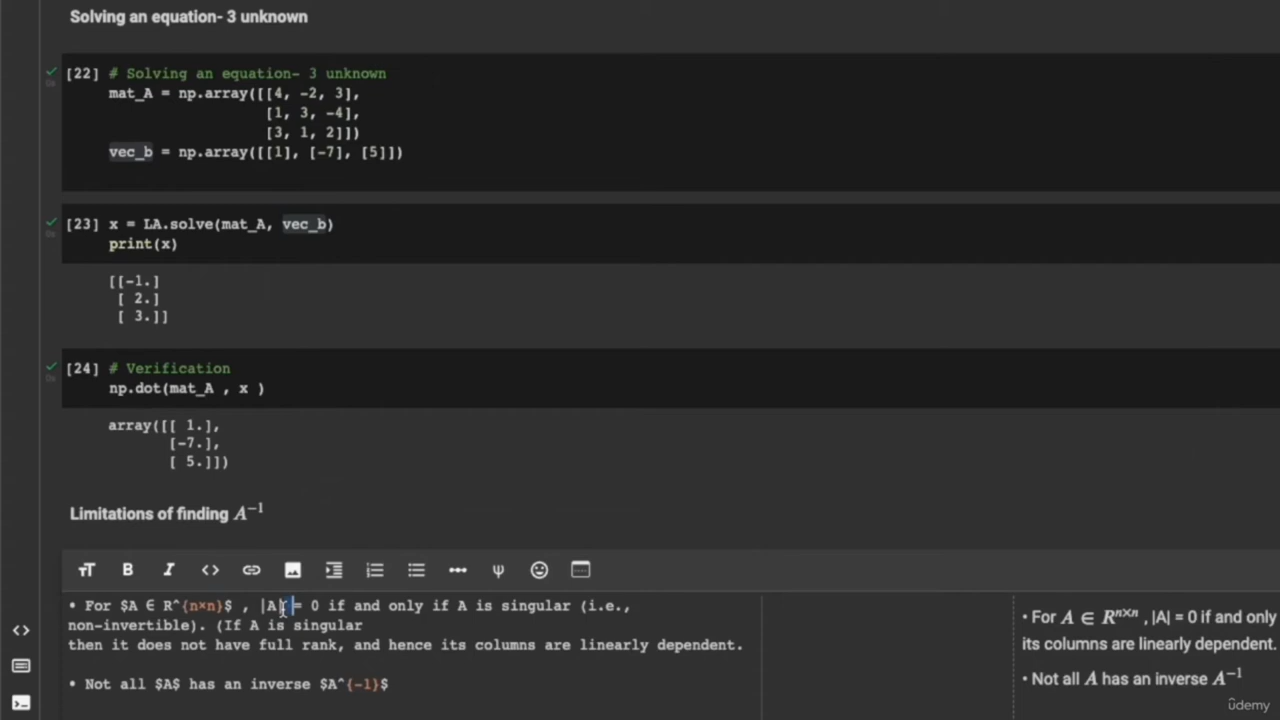 Solving an equation- 3 unknown
[22] # Solving an equation- 3 unknown
mat_A = np.array([[4, -2, 3],
[1, 3, -4],
[3, 1, 2]])
vec_b = np.array([[1], [-7], [5]])
[23] x = LA.solve(mat_A, vec_b)
print(x)
[[-1.]
[ 2.]
[ 3.]]
[24] # Verification
np.dot(mat_A , x )
array([[ 1.],
[-7.],
[ 5.]])
Limitations of finding A⁻¹
• For $A ∈ R^{n×n}$ , |A| = 0 if and only if A is singular (i.e.,
non-invertible). (If A is singular
then it does not have full rank, and hence its columns are linearly dependent.
• Not all $A$ has an inverse $A^{-1}$
• For A ∈ Rⁿˣⁿ , |A| = 0 if and only
its columns are linearly dependent.
• Not all A has an inverse A⁻¹
ûdemy